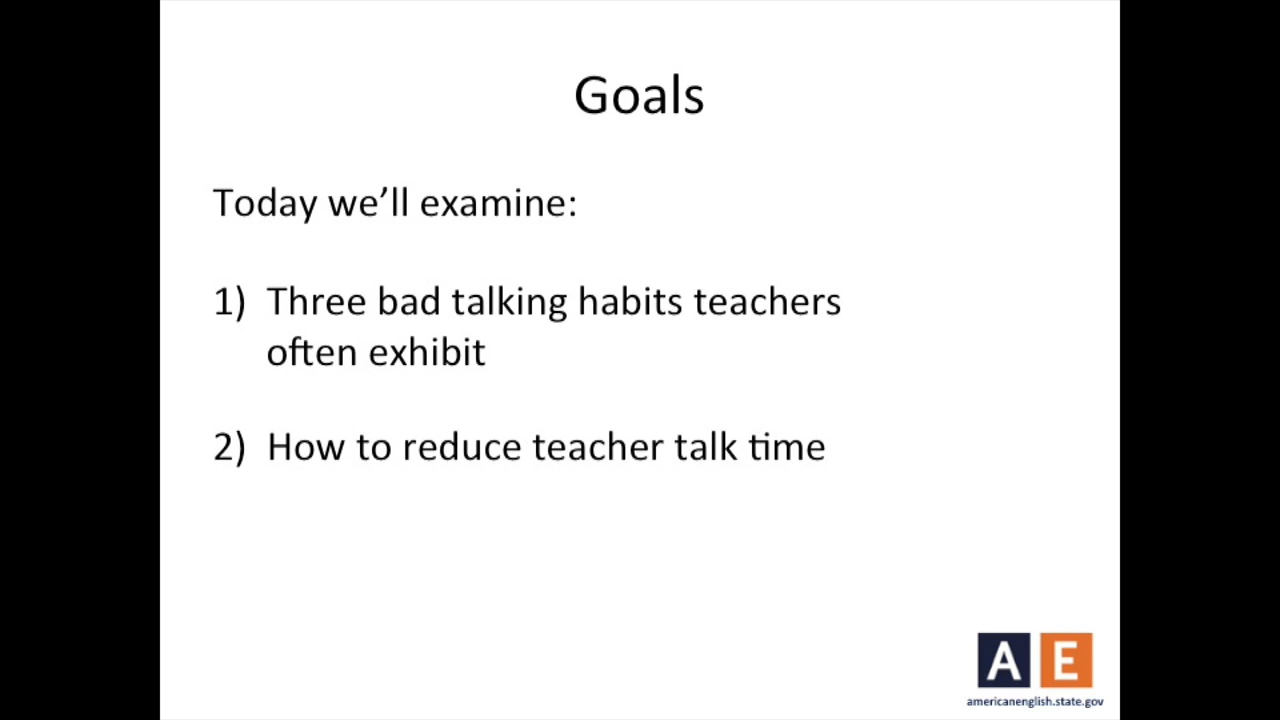 Goals
Today we’ll examine:
1) Three bad talking habits teachers
often exhibit
2) How to reduce teacher talk time
A E
americanenglish.state.gov